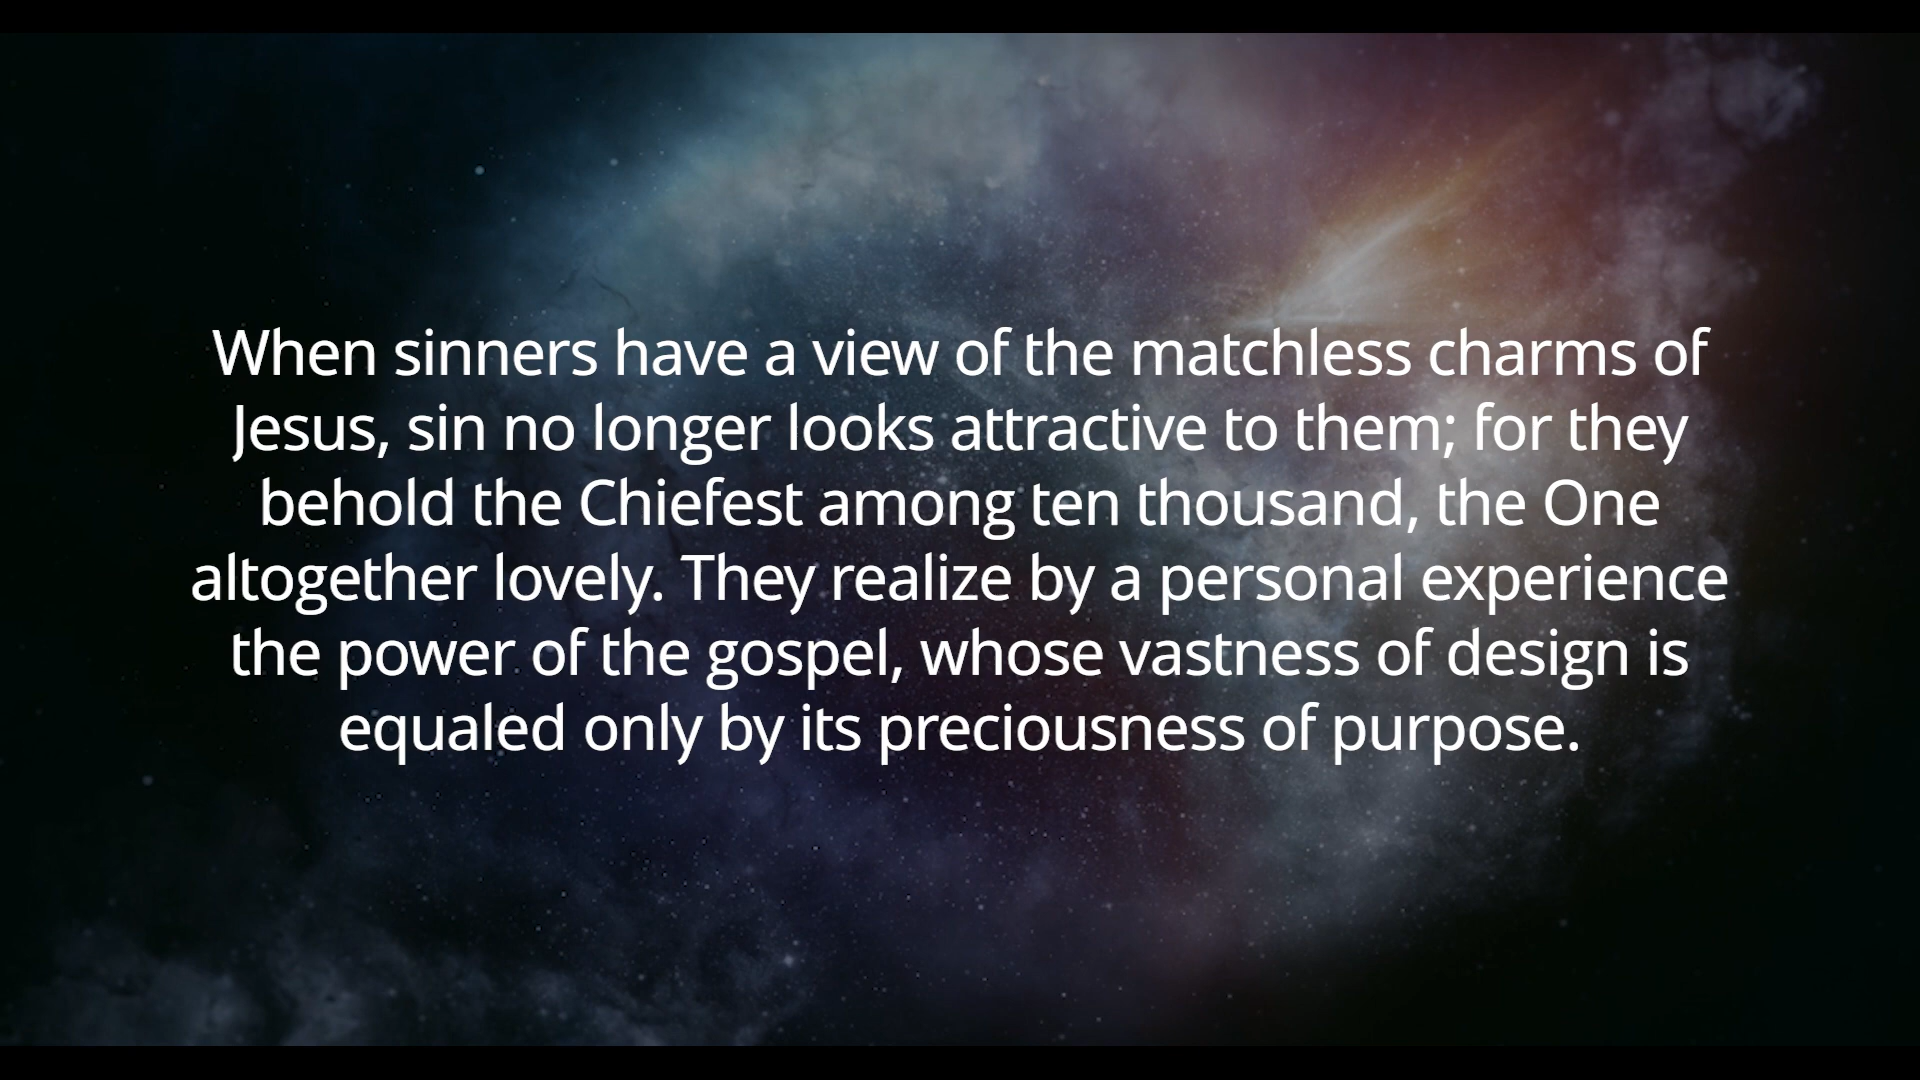 When sinners have a view of the matchless charms of
Jesus, sin no longer looks attractive to them; for they
behold the Chiefest among ten thousand, the One
altogether lovely. They realize by a personal experience
the power of the gospel, whose vastness of design is
equaled only by its preciousness of purpose.